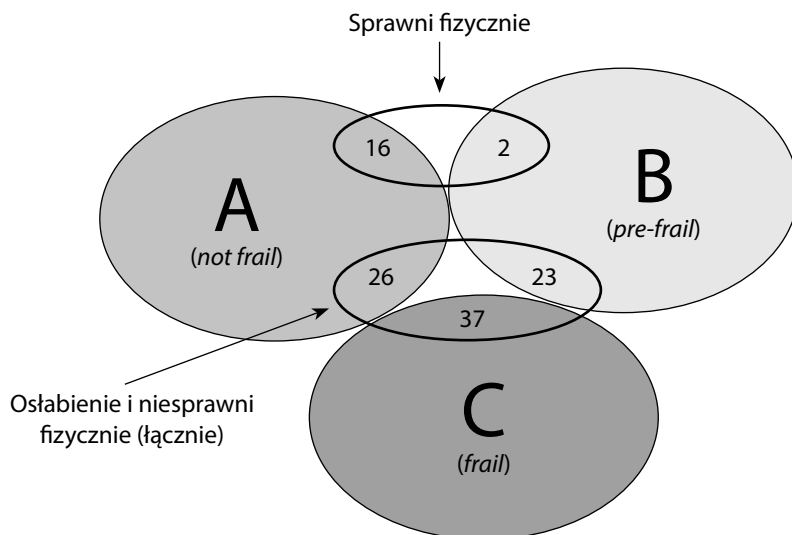 Sprawni fizycznie
16
2
A
(not frail)
B
(pre-frail)
26
23
37
Osłabienie i niesprawni
fizycznie (łącznie)
C
(frail)